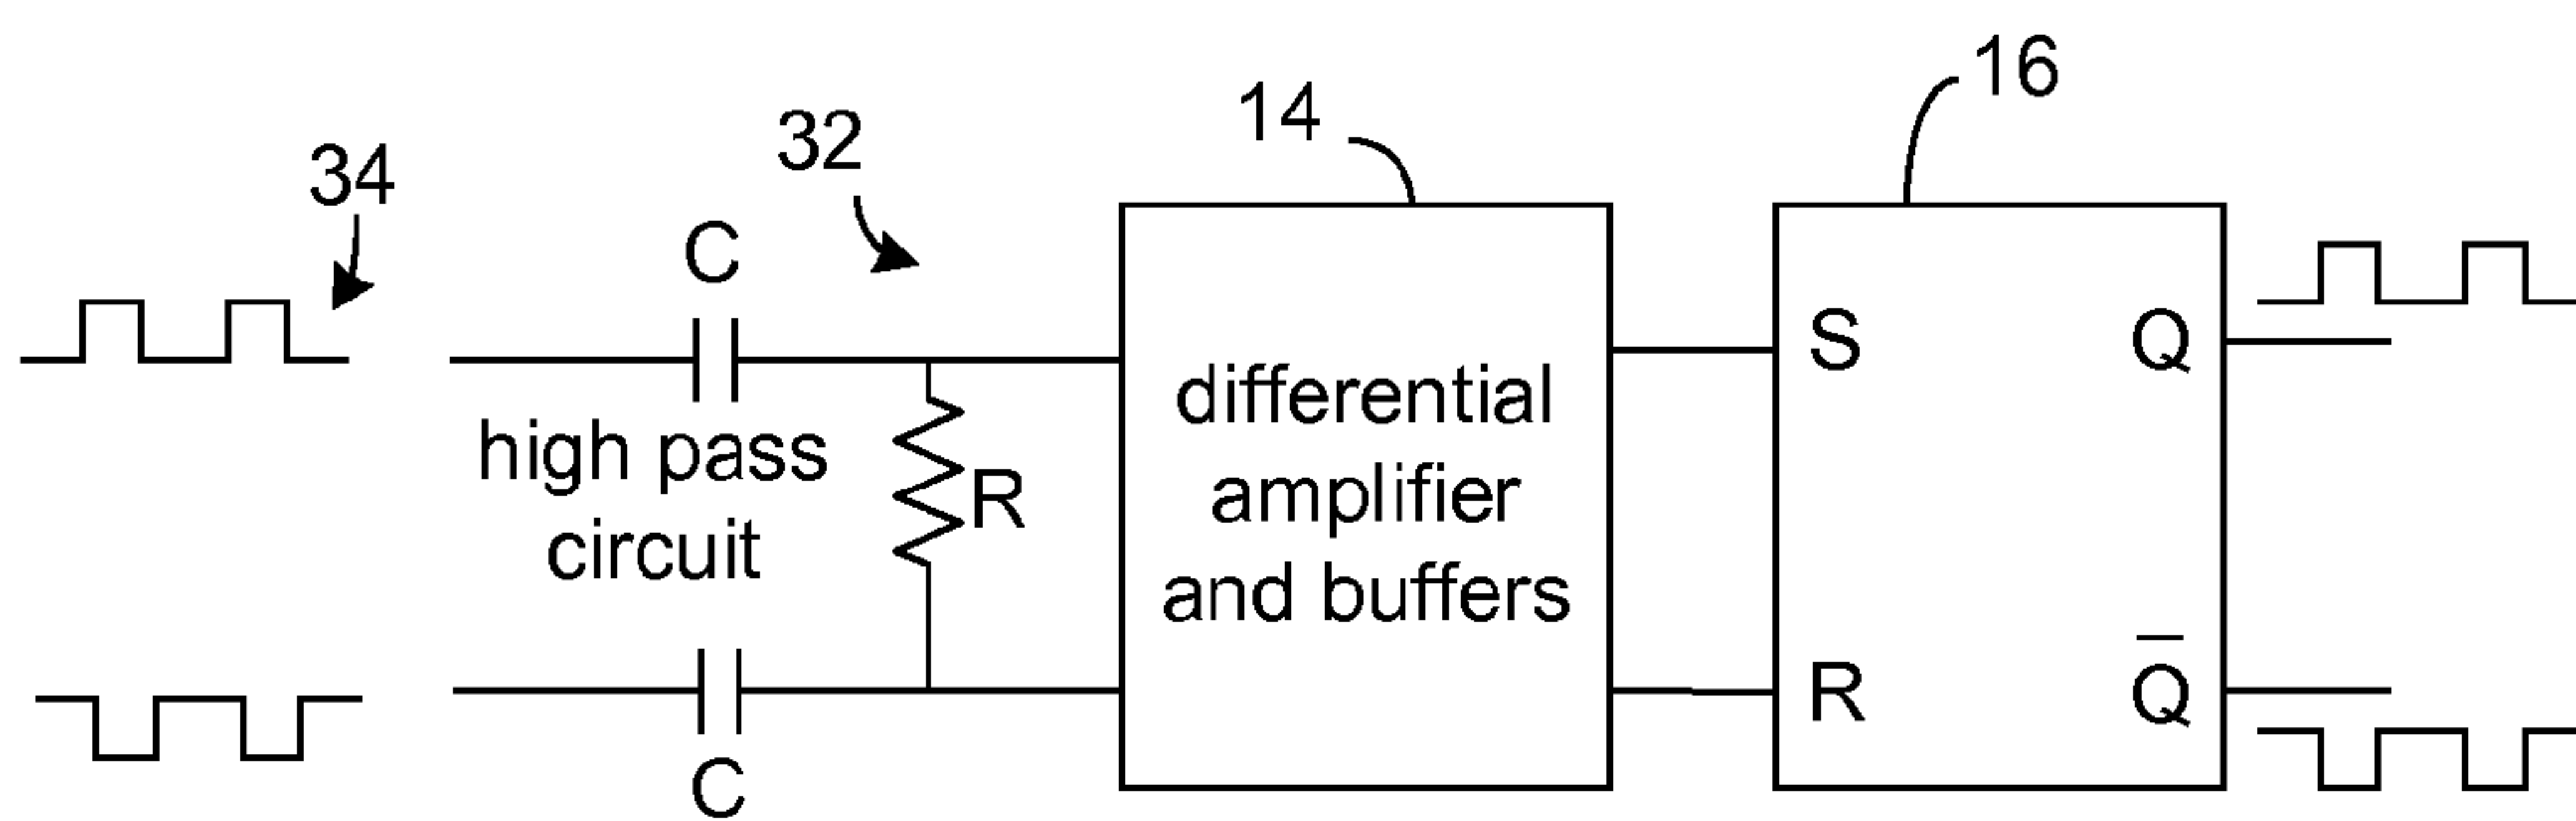 34
32
14
16
C
high pass
circuit
R
C
differential
amplifier
and buffers
S
Q
R
Q̅